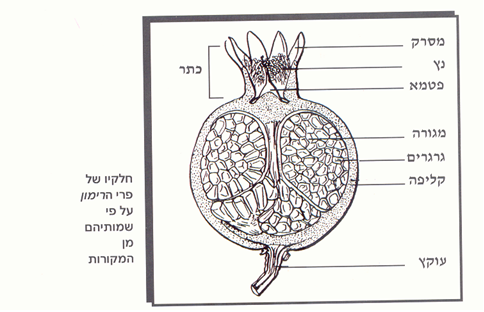 מסרק
נץ
פטמא
כתר
מגורה
גרגרים
קליפה
עוקץ
חלקיו של
פרי הרימון
על פי
שמותיהם
מן
המקורות